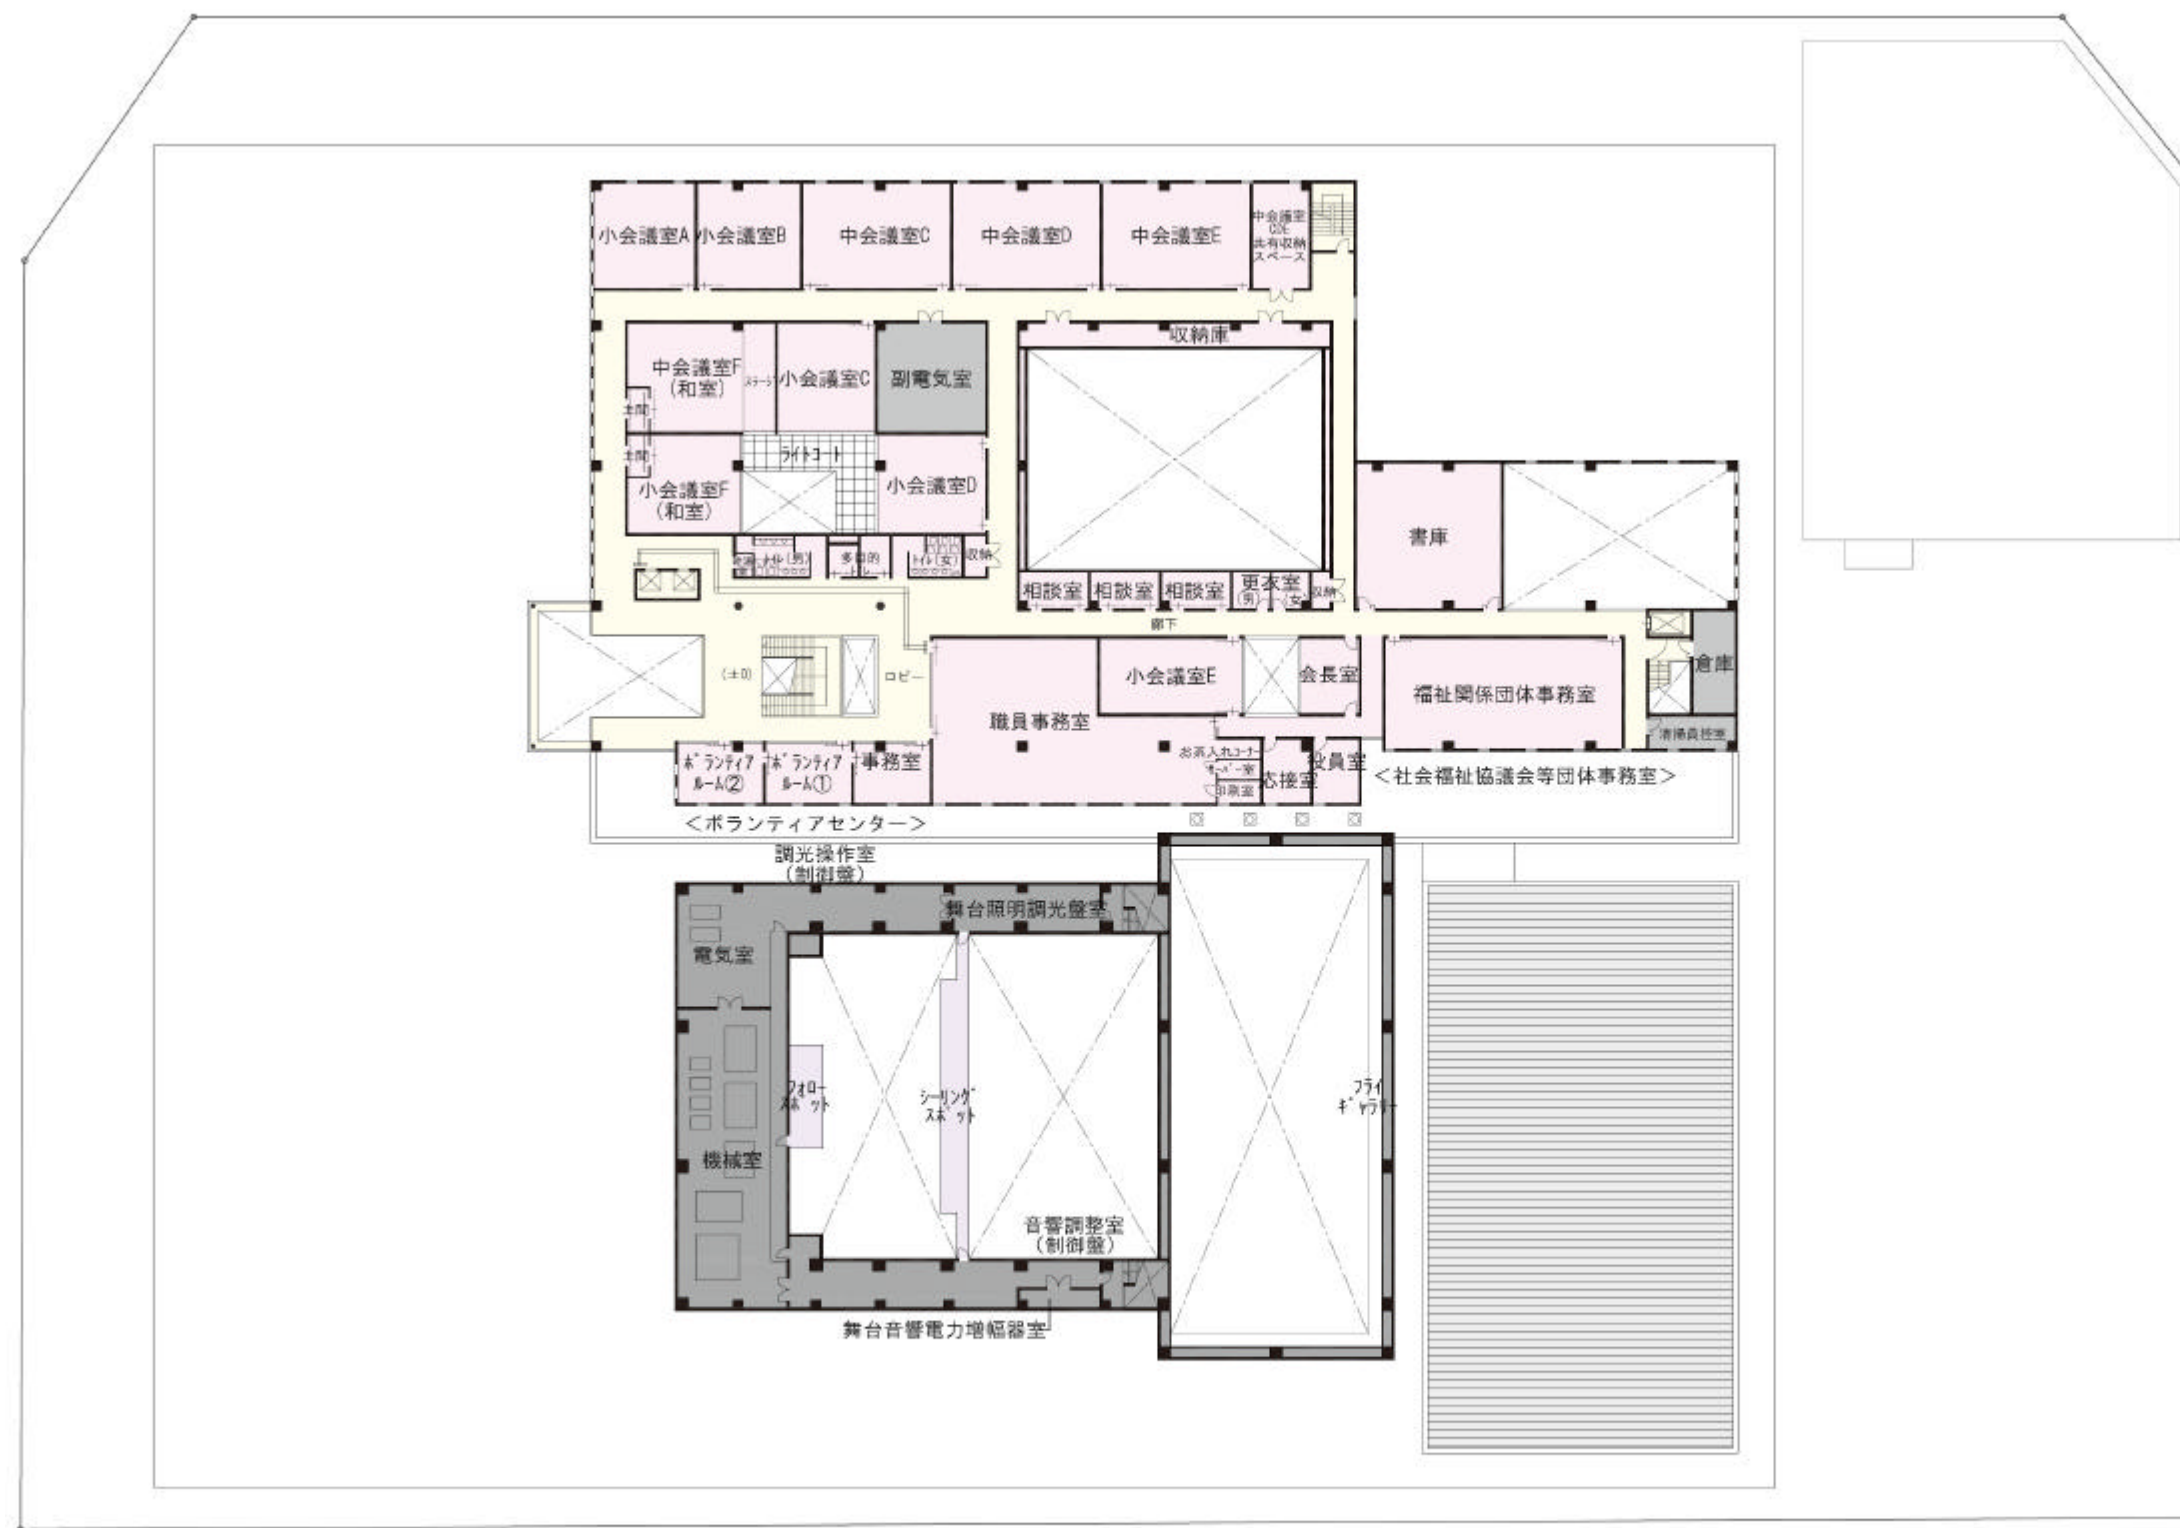 小会議室A
小会議室B
中会議室C
中会議室D
中会議室E
中会議室
CDE
共有収納
スペース
収納庫
中会議室F
(和室)
ステージ
小会議室C
副電気室
土間
土間
ライトコート
小会議室F
(和室)
小会議室D
書庫
トイレ(男)
多目的
トイレ(女)
収納
相談室
相談室
相談室
更衣室
(男)
(女)
収納
廊下
(±0)
ロビー
小会議室E
会長室
福祉関係団体事務室
倉庫
職員事務室
清掃員控室
お茶入れコーナー
サーバー室
印刷室
応接室
役員室
ボランティア
ルーム②
ボランティア
ルーム①
事務室
<社会福祉協議会等団体事務室>
<ボランティアセンター>
調光操作室
(制御盤)
舞台照明調光盤室
電気室
フォロー
スポット
シーリング
スポット
フライ
ギャラリー
機械室
音響調整室
(制御盤)
舞台音響電力増幅器室